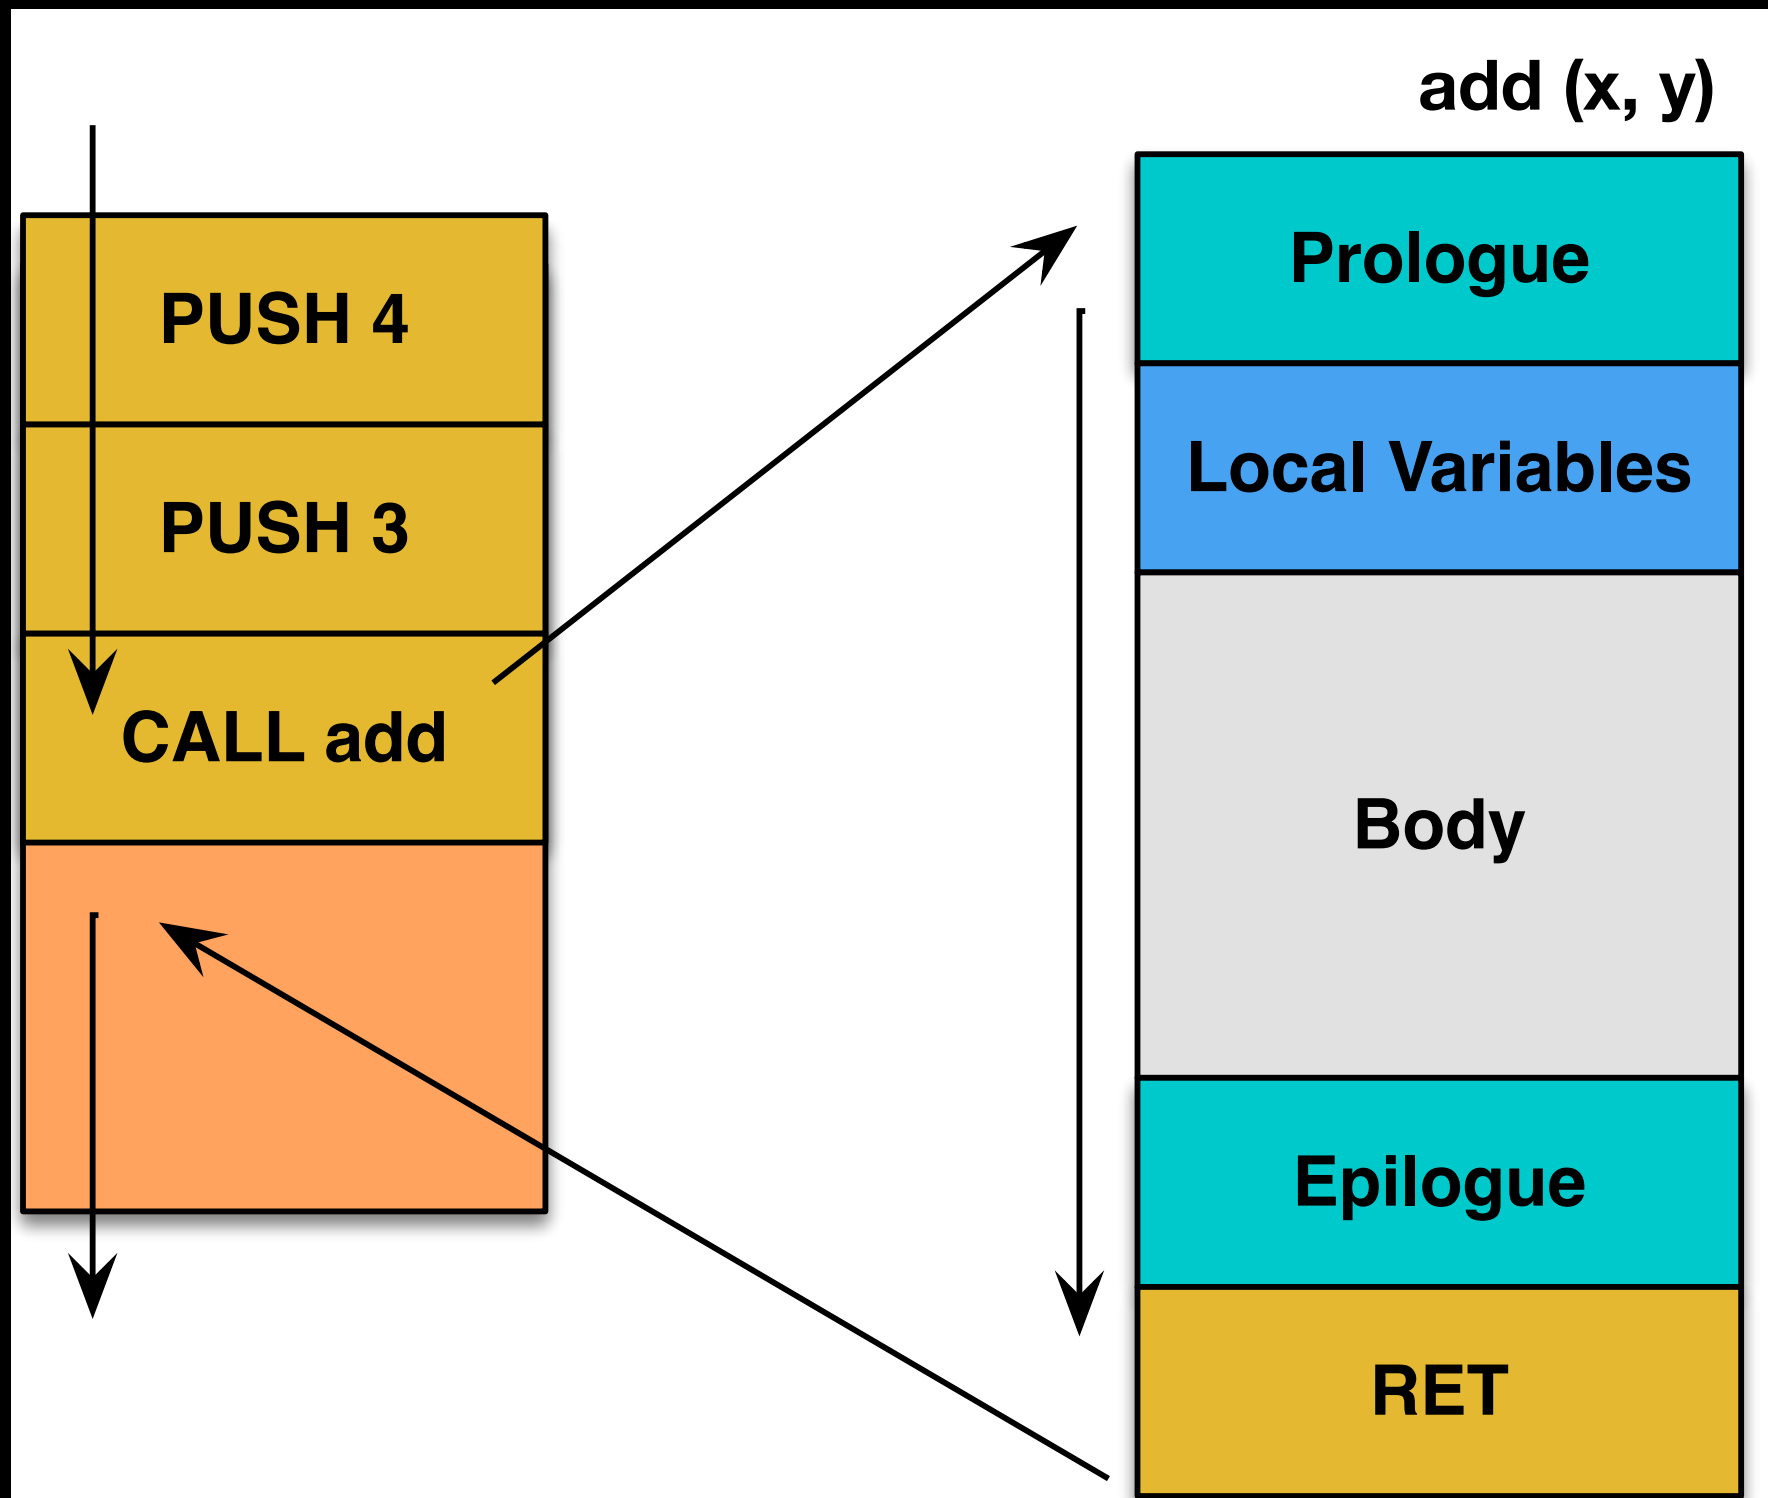 add (x, y)
PUSH 4
PUSH 3
CALL add
Prologue
Local Variables
Body
Epilogue
RET